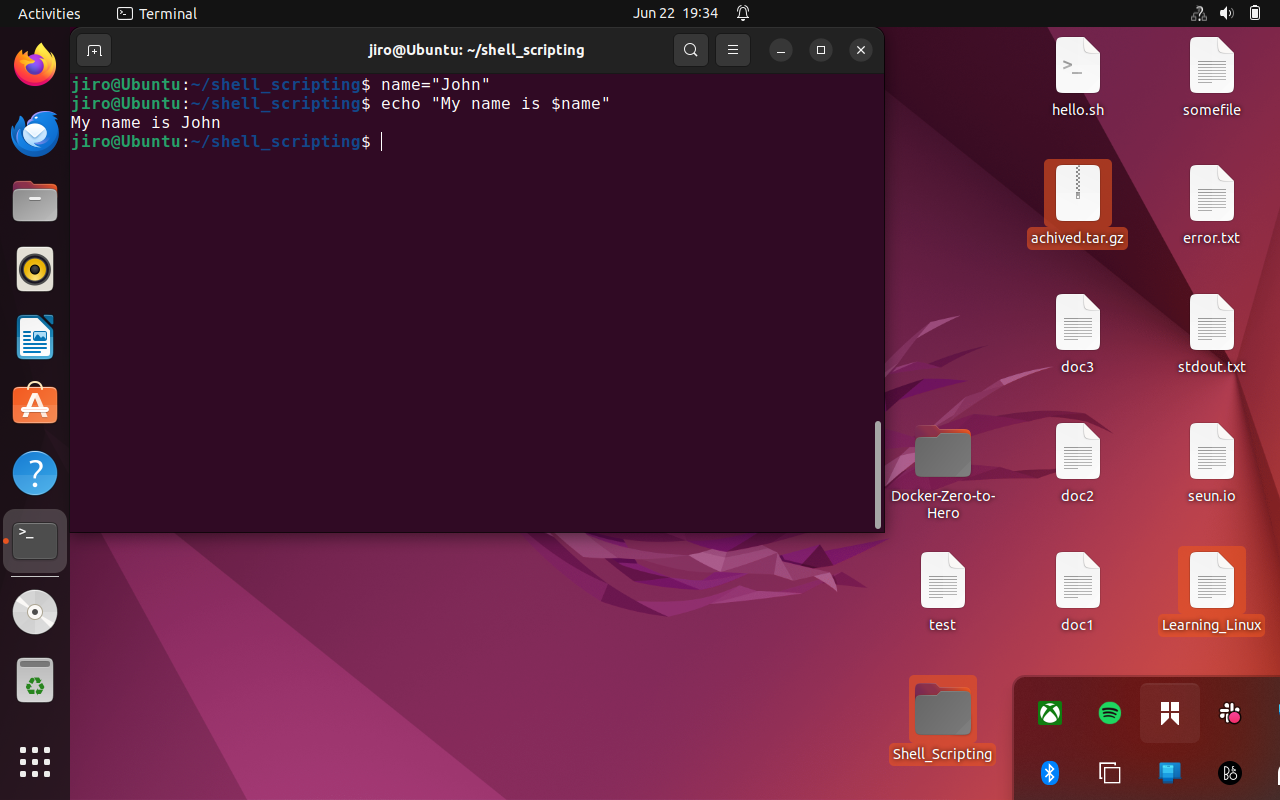 Activities
Terminal
Jun 22 19:34
jiro@Ubuntu: ~/shell_scripting
jiro@Ubuntu:~/shell_scripting$ name="John"
jiro@Ubuntu:~/shell_scripting$ echo "My name is $name"
My name is John
jiro@Ubuntu:~/shell_scripting$
hello.sh
somefile
achived.tar.gz
error.txt
doc3
stdout.txt
Docker-Zero-to-
Hero
doc2
seun.io
test
doc1
Learning_Linux
Shell_Scripting